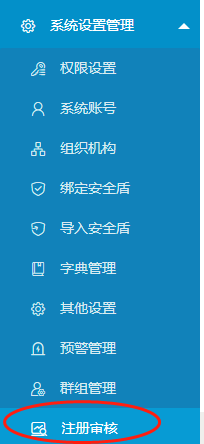 系统设置管理
权限设置
系统账号
组织机构
绑定安全盾
导入安全盾
字典管理
其他设置
预警管理
群组管理
注册审核